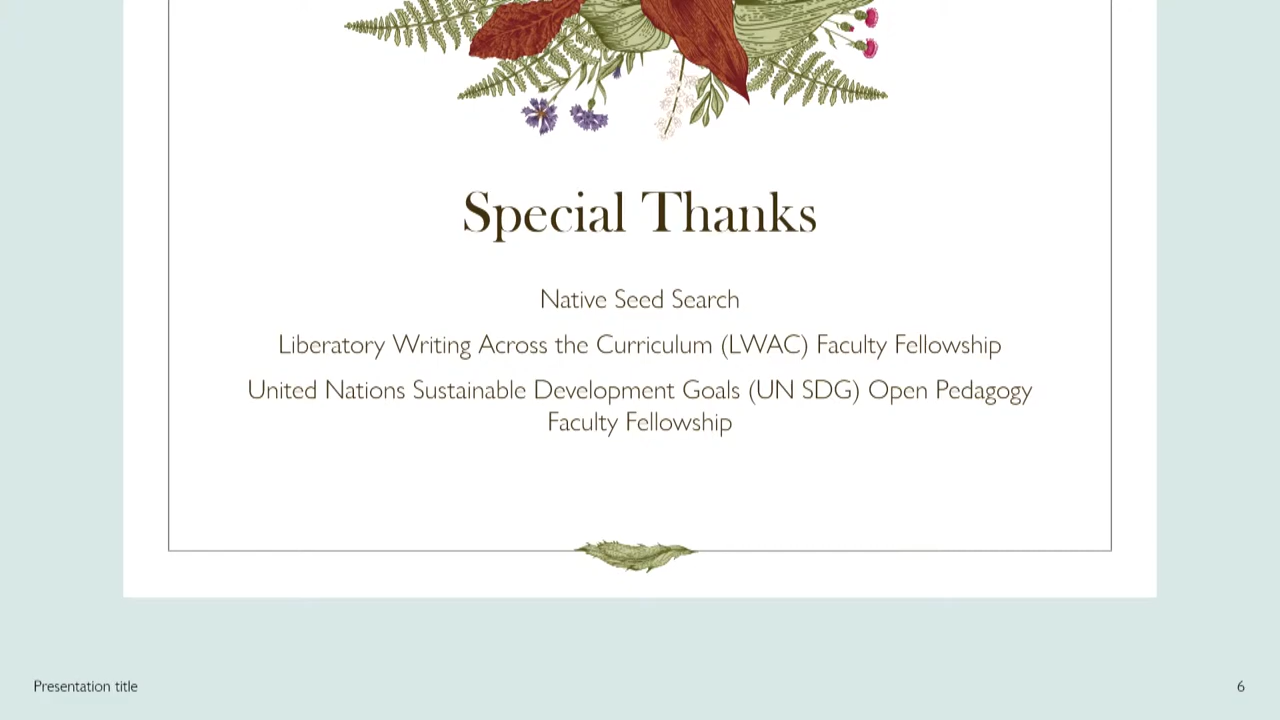 Special Thanks
Native Seed Search
Liberatory Writing Across the Curriculum (LWAC) Faculty Fellowship
United Nations Sustainable Development Goals (UN SDG) Open Pedagogy
Faculty Fellowship
Presentation title
6